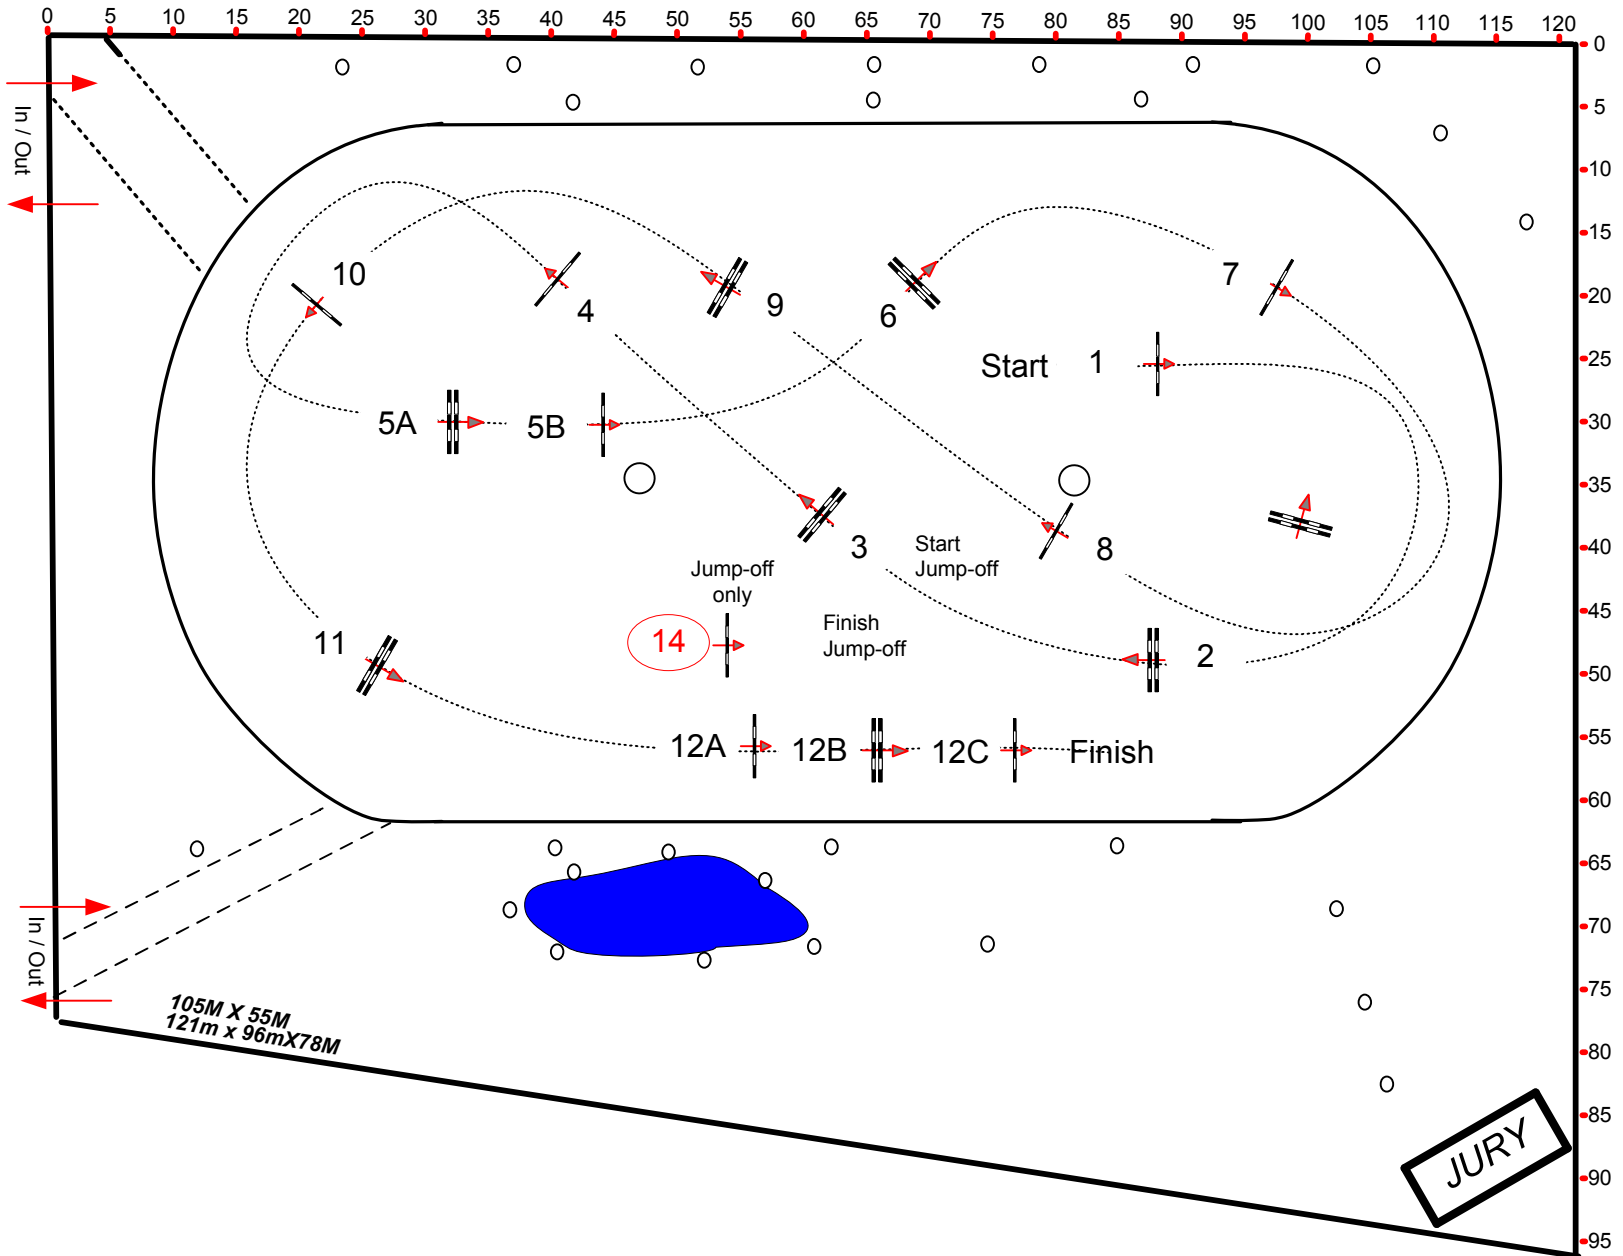 0 5 10 15 20 25 30 35 40 45 50 55 60 65 70 75 80 85 90 95 100 105 110 115 120
0
5
10
15
20
25
30
35
40
45
50
55
60
65
70
75
80
85
90
95
In / Out
10
4
9
6
7
Start 1
5A
5B
3
Start
Jump-off
8
Jump-off
only
14
Finish
Jump-off
11
2
12A
12B
12C
Finish
In / Out
105M X 55M
121m x 96mX78M
JURY